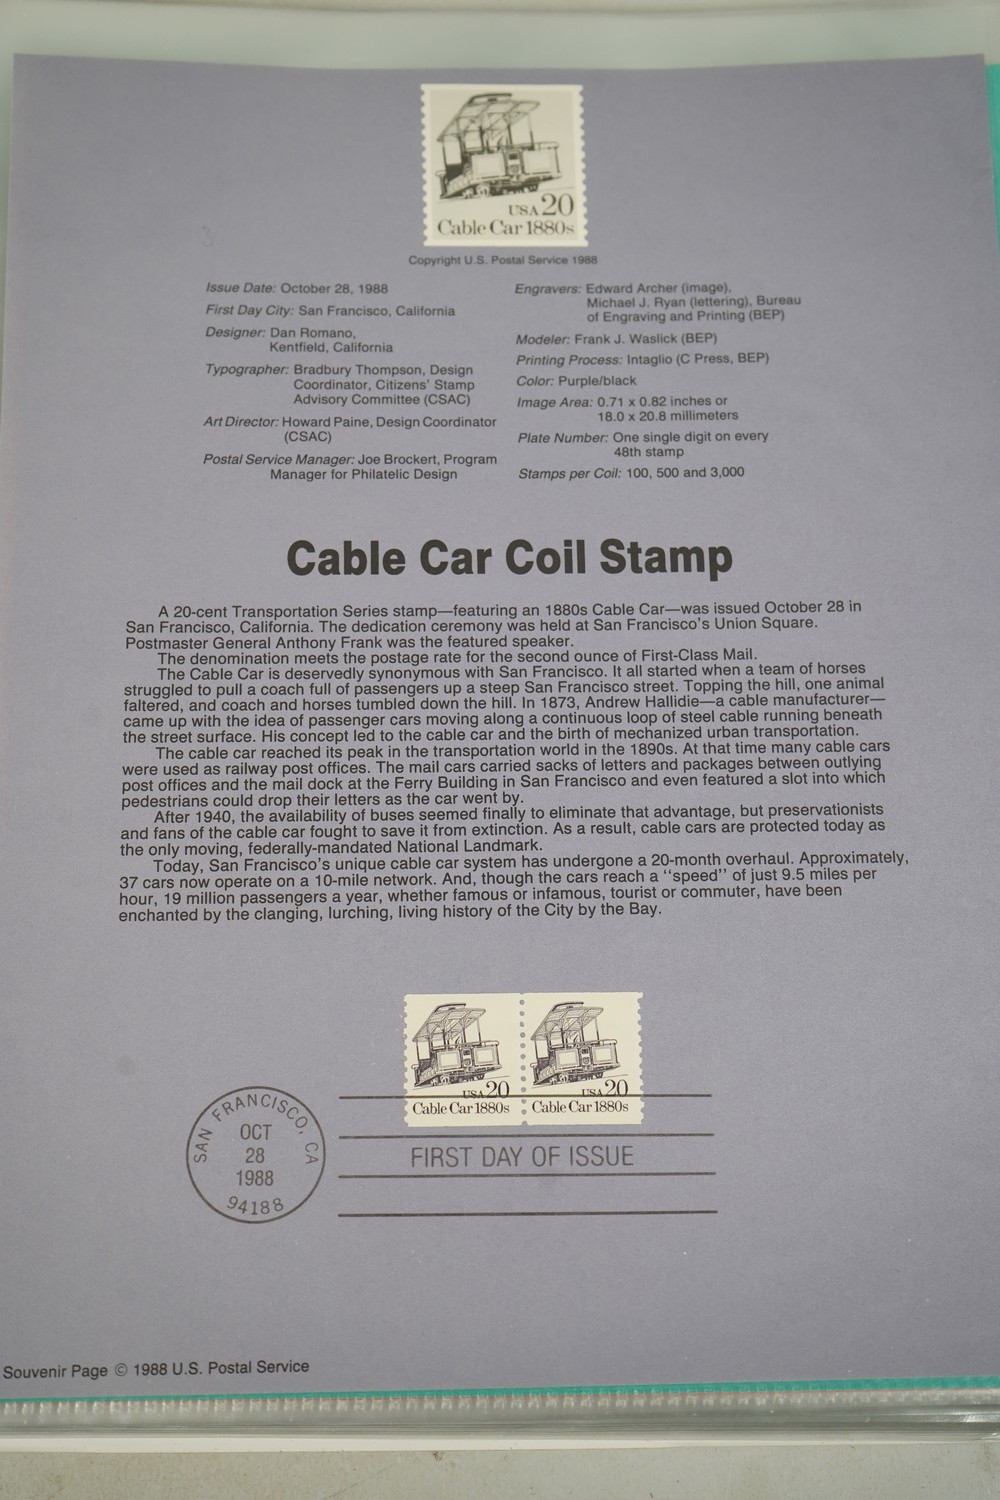 USA 20
Cable Car 1880s
Copyright U.S. Postal Service 1988
Issue Date: October 28, 1988
First Day City: San Francisco, California
Designer: Dan Romano,
Kentfield, California
Typographer: Bradbury Thompson, Design
Coordinator, Citizens' Stamp
Advisory Committee (CSAC)
Art Director: Howard Paine, Design Coordinator
(CSAC)
Postal Service Manager: Joe Brockert, Program
Manager for Philatelic Design
Engravers: Edward Archer (image),
Michael J. Ryan (lettering), Bureau
of Engraving and Printing (BEP)
Modeler: Frank J. Waslick (BEP)
Printing Process: Intaglio (C Press, BEP)
Color: Purple/black
Image Area: 0.71 x 0.82 inches or
18.0 x 20.8 millimeters
Plate Number: One single digit on every
48th stamp
Stamps per Coil: 100, 500 and 3,000
Cable Car Coil Stamp
A 20-cent Transportation Series stamp—featuring an 1880s Cable Car—was issued October 28 in
San Francisco, California. The dedication ceremony was held at San Francisco's Union Square.
Postmaster General Anthony Frank was the featured speaker.
The denomination meets the postage rate for the second ounce of First-Class Mail.
The Cable Car is deservedly synonymous with San Francisco. It all started when a team of horses
struggled to pull a coach full of passengers up a steep San Francisco street. Topping the hill, one animal
faltered, and coach and horses tumbled down the hill. In 1873, Andrew Hallidie—a cable manufacturer—
came up with the idea of passenger cars moving along a continuous loop of steel cable running beneath
the street surface. His concept led to the cable car and the birth of mechanized urban transportation.
The cable car reached its peak in the transportation world in the 1890s. At that time many cable cars
were used as railway post offices. The mail cars carried sacks of letters and packages between outlying
post offices and the mail dock at the Ferry Building in San Francisco and even featured a slot into which
pedestrians could drop their letters as the car went by.
After 1940, the availability of buses seemed finally to eliminate that advantage, but preservationists
and fans of the cable car fought to save it from extinction. As a result, cable cars are protected today as
the only moving, federally-mandated National Landmark.
Today, San Francisco's unique cable car system has undergone a 20-month overhaul. Approximately,
37 cars now operate on a 10-mile network. And, though the cars reach a "speed" of just 9.5 miles per
hour, 19 million passengers a year, whether famous or infamous, tourist or commuter, have been
enchanted by the clanging, lurching, living history of the City by the Bay.
USA 20
Cable Car 1880s
USA 20
Cable Car 1880s
SAN FRANCISCO, CA
OCT
28
1988
94188
FIRST DAY OF ISSUE
Souvenir Page © 1988 U.S. Postal Service